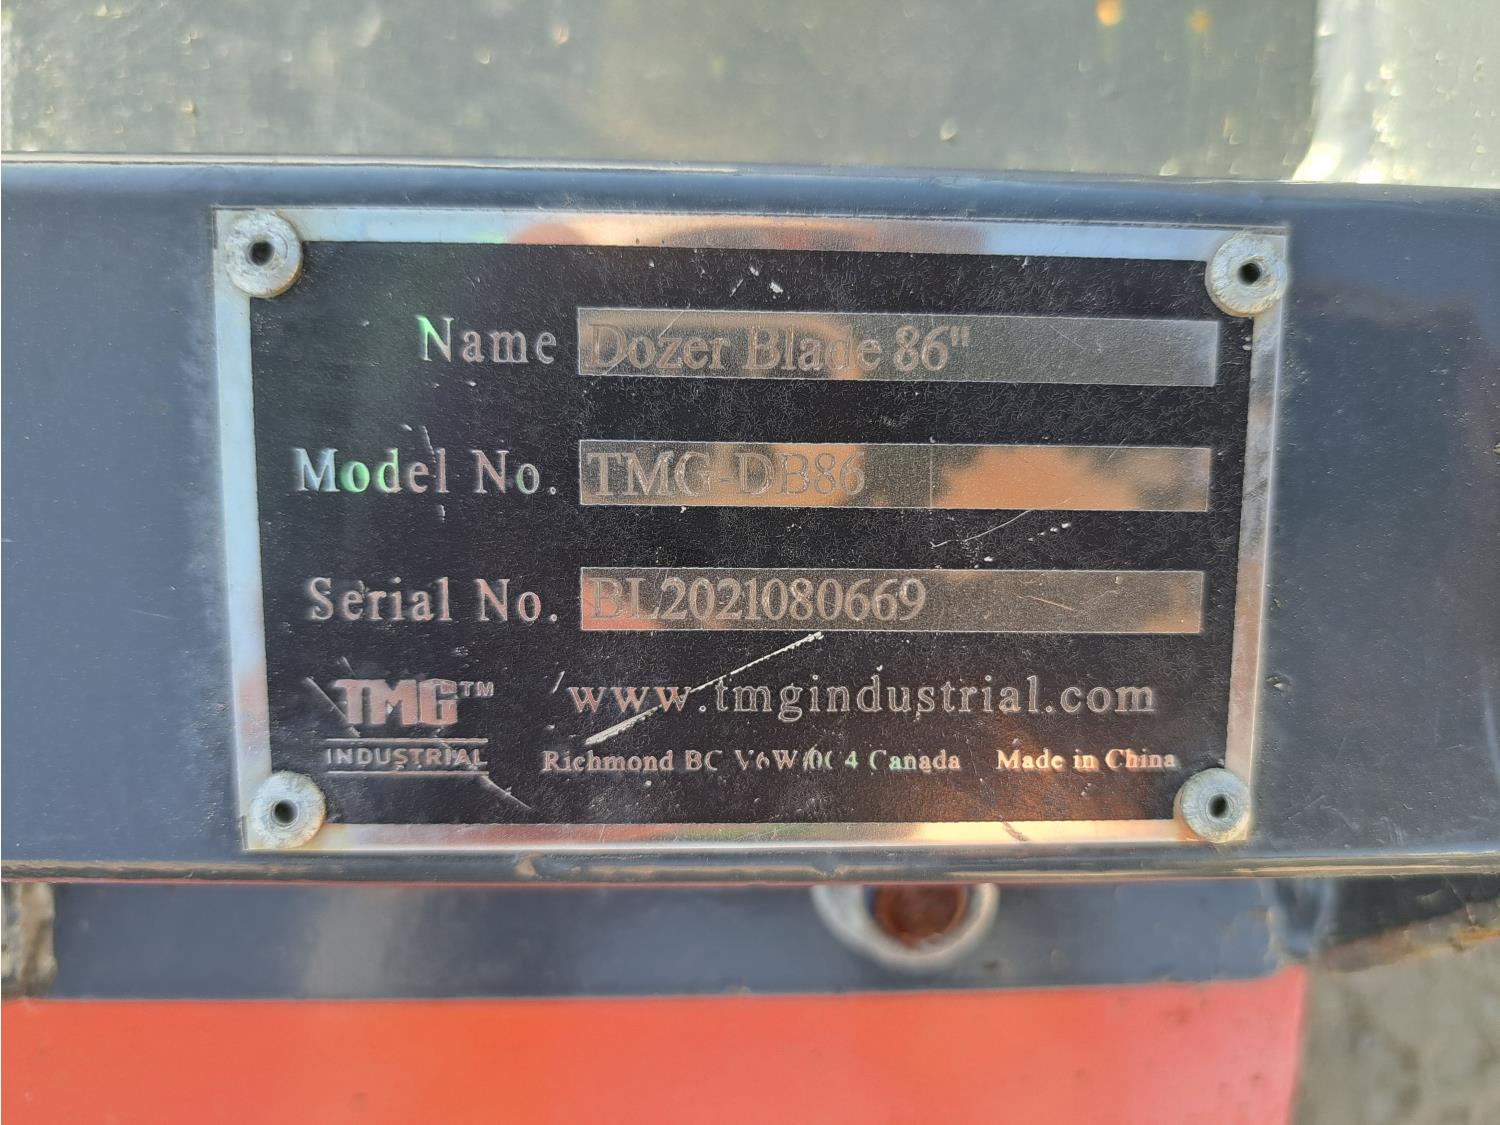 Name Dozer Blade 86"
Model No. TMG-DB86
Serial No. BL2021080669
TMG™ www.tmgindustrial.com
INDUSTRIAL Richmond BC V6W 0C4 Canada Made in China